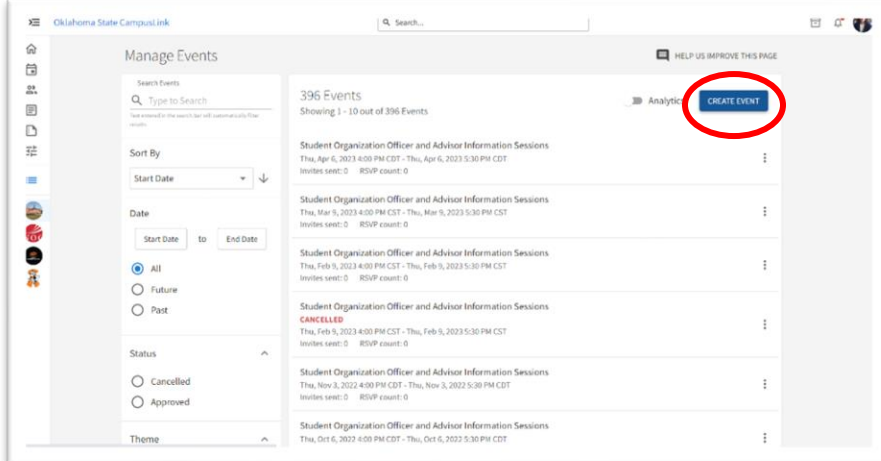 Oklahoma State CampusLink
Search...
Manage Events
HELP US IMPROVE THIS PAGE
Search Events
Type to Search
Text entered in the search bar will automatically filter
results.
Sort By
Start Date
Date
Start Date to End Date
All
Future
Past
Status
Cancelled
Approved
Theme
396 Events
Showing 1 - 10 out of 396 Events
Analytics
CREATE EVENT
Student Organization Officer and Advisor Information Sessions
Thu, Apr 6, 2023 4:00 PM CDT - Thu, Apr 6, 2023 5:30 PM CDT
Invites sent: 0 RSVP count: 0
Student Organization Officer and Advisor Information Sessions
Thu, Mar 9, 2023 4:00 PM CST - Thu, Mar 9, 2023 5:30 PM CST
Invites sent: 0 RSVP count: 0
Student Organization Officer and Advisor Information Sessions
Thu, Feb 9, 2023 4:00 PM CST - Thu, Feb 9, 2023 5:30 PM CST
Invites sent: 0 RSVP count: 0
Student Organization Officer and Advisor Information Sessions
CANCELLED
Thu, Feb 9, 2023 4:00 PM CST - Thu, Feb 9, 2023 5:30 PM CST
Invites sent: 0 RSVP count: 0
Student Organization Officer and Advisor Information Sessions
Thu, Nov 3, 2022 4:00 PM CDT - Thu, Nov 3, 2022 5:30 PM CDT
Invites sent: 0 RSVP count: 0
Student Organization Officer and Advisor Information Sessions
Thu, Oct 6, 2022 4:00 PM CDT - Thu, Oct 6, 2022 5:30 PM CDT